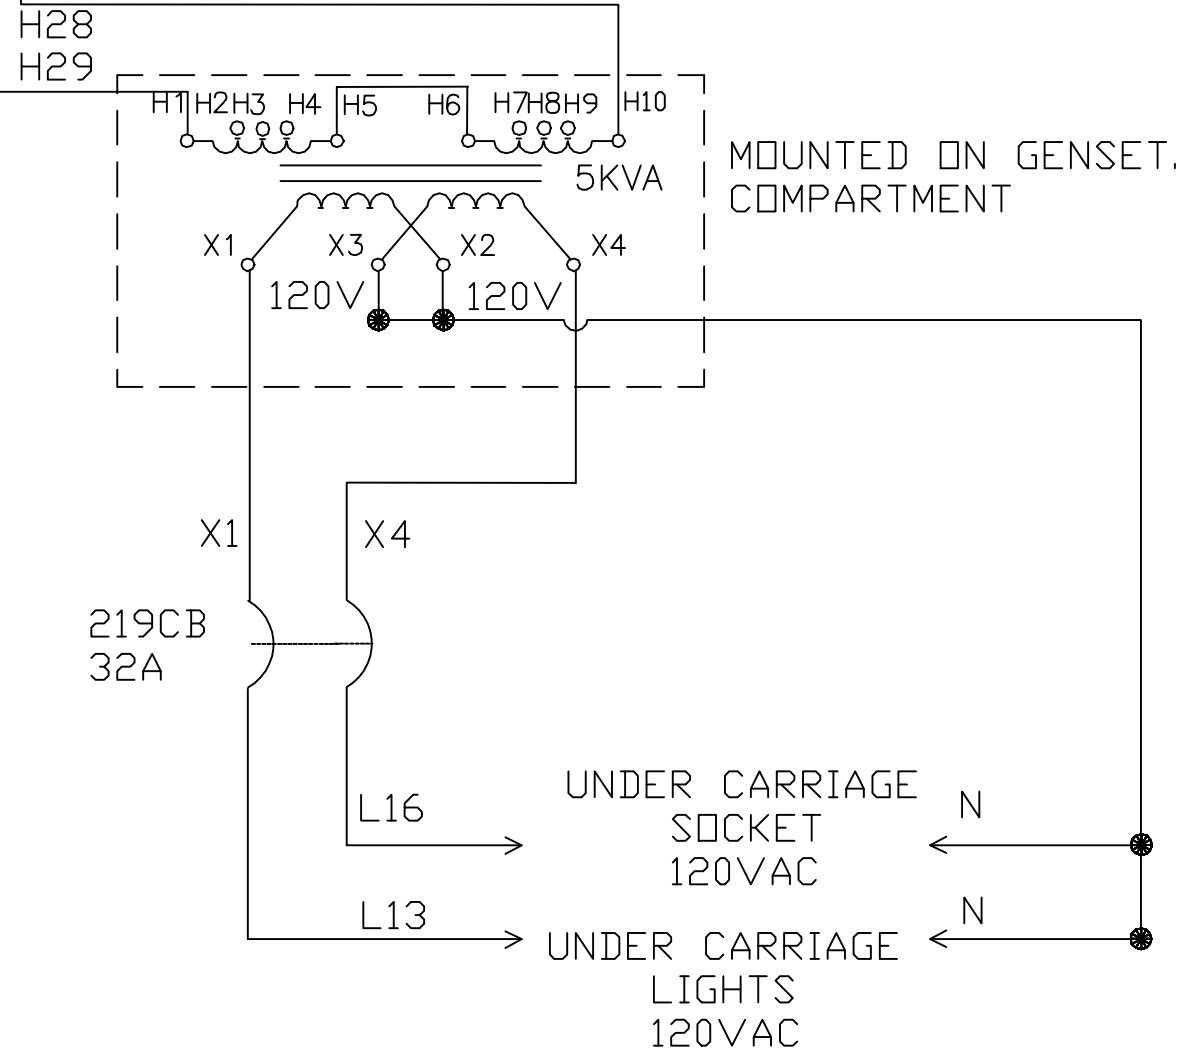 H28
H29
H1 H2 H3 H4 H5 H6 H7 H8 H9 H10
MOUNTED ON GENSET.
COMPARTMENT
5KVA
X1 X3 X2 X4
120V 120V
X1 X4
219CB
32A
L16
UNDER CARRIAGE
SOCKET
120VAC
N
L13
UNDER CARRIAGE
LIGHTS
120VAC
N